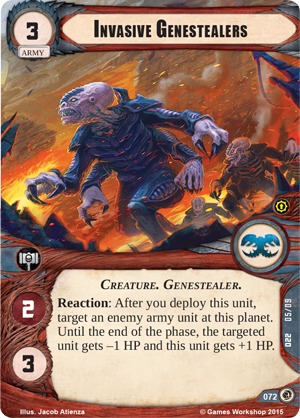 3
INVASIVE GENESTEALERS
ARMY
CREATURE. GENESTEALER.
2
Reaction: After you deploy this unit,
target an enemy army unit at this planet.
Until the end of the phase, the targeted
unit gets –1 HP and this unit gets +1 HP.
3
022 05/09
072
Illus. Jacob Atienza
© Games Workshop 2015